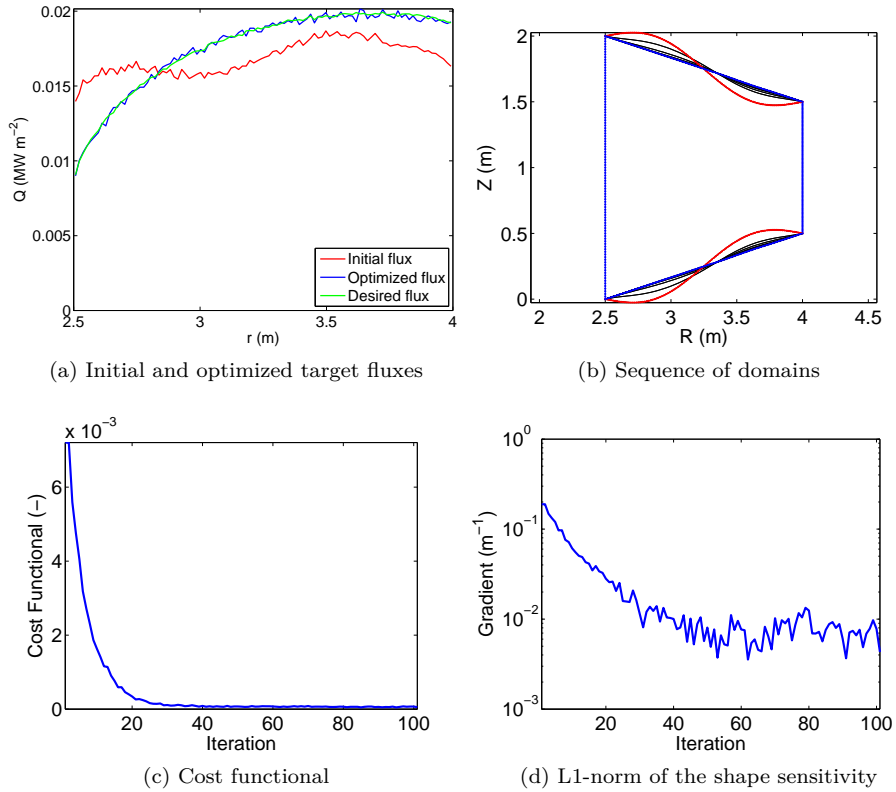 0.02
0.015
0.01
0.005
0
Q (MW m⁻²)
Initial flux
Optimized flux
Desired flux
2.5 3 3.5 4
r (m)
(a) Initial and optimized target fluxes
2
1.5
1
0.5
0
Z (m)
2 2.5 3 3.5 4 4.5
R (m)
(b) Sequence of domains
x 10⁻³
6
4
2
0
Cost Functional (−)
20 40 60 80 100
Iteration
(c) Cost functional
10⁰
10⁻¹
10⁻²
10⁻³
Gradient (m⁻¹)
20 40 60 80 100
Iteration
(d) L1-norm of the shape sensitivity